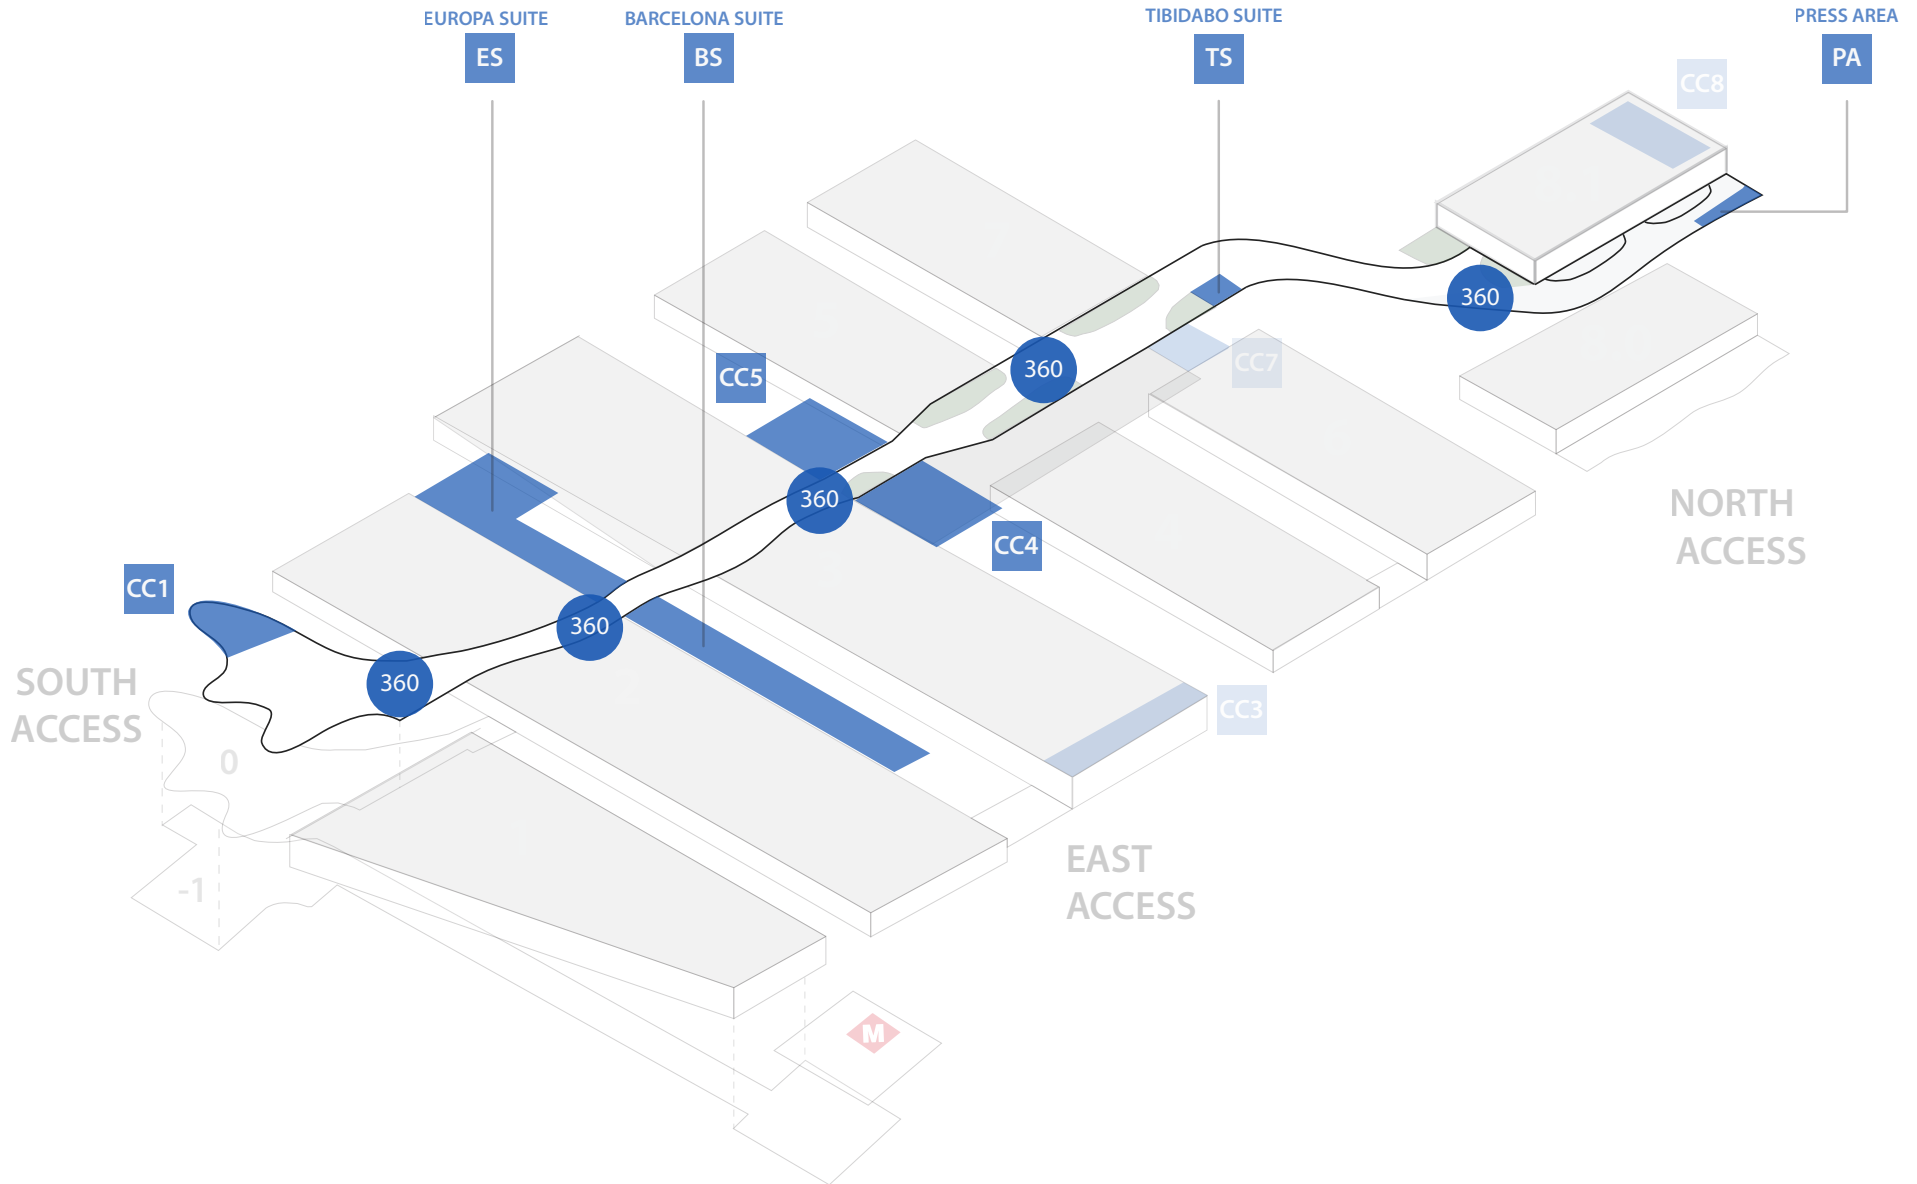 EUROPA SUITE
BARCELONA SUITE
TIBIDABO SUITE
PRESS AREA
ES
BS
TS
PA
CC8
360
CC7
360
CC5
360
CC4
NORTH
ACCESS
CC1
360
360
SOUTH
ACCESS
CC3
0
-1
EAST
ACCESS
M